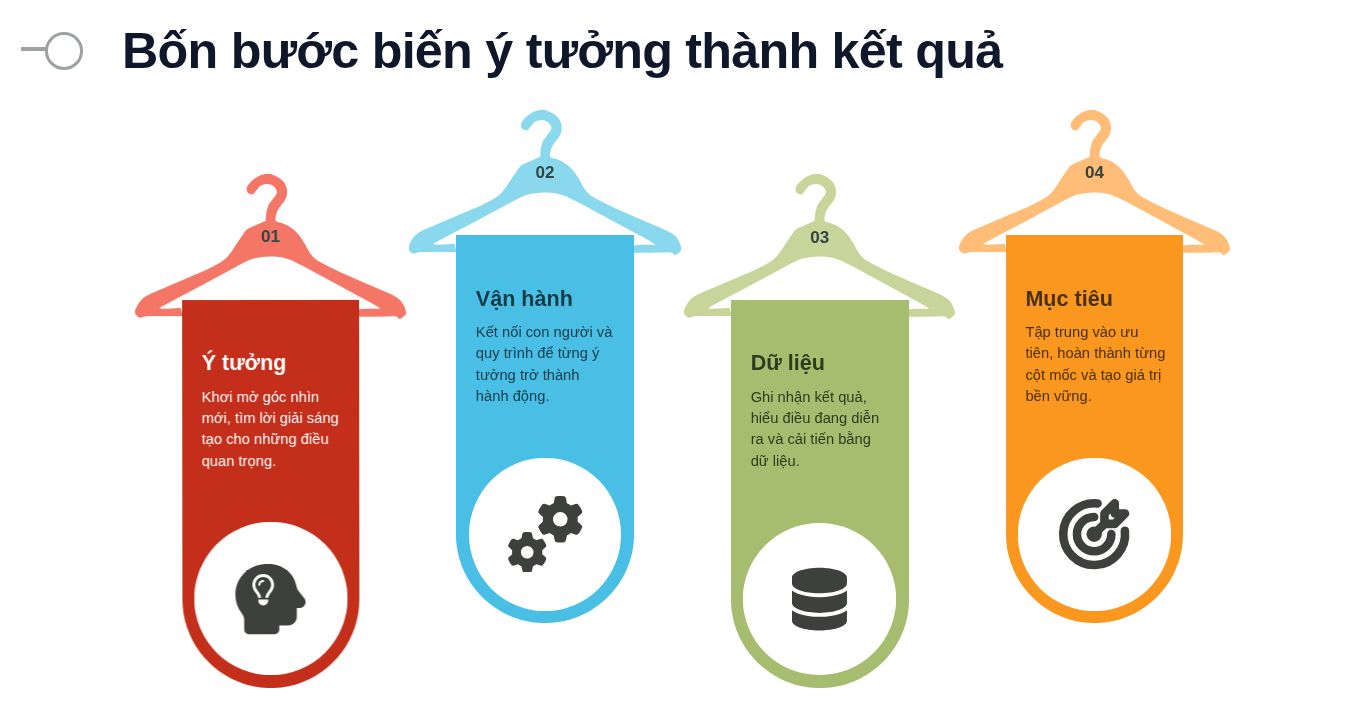 Bốn bước biến ý tưởng thành kết quả
01
Ý tưởng
Khơi mở góc nhìn
mới, tìm lời giải sáng
tạo cho những điều
quan trọng.
02
Vận hành
Kết nối con người và
quy trình để từng ý
tưởng trở thành
hành động.
03
Dữ liệu
Ghi nhận kết quả,
hiểu điều đang diễn
ra và cải tiến bằng
dữ liệu.
04
Mục tiêu
Tập trung vào ưu
tiên, hoàn thành từng
cột mốc và tạo giá trị
bền vững.